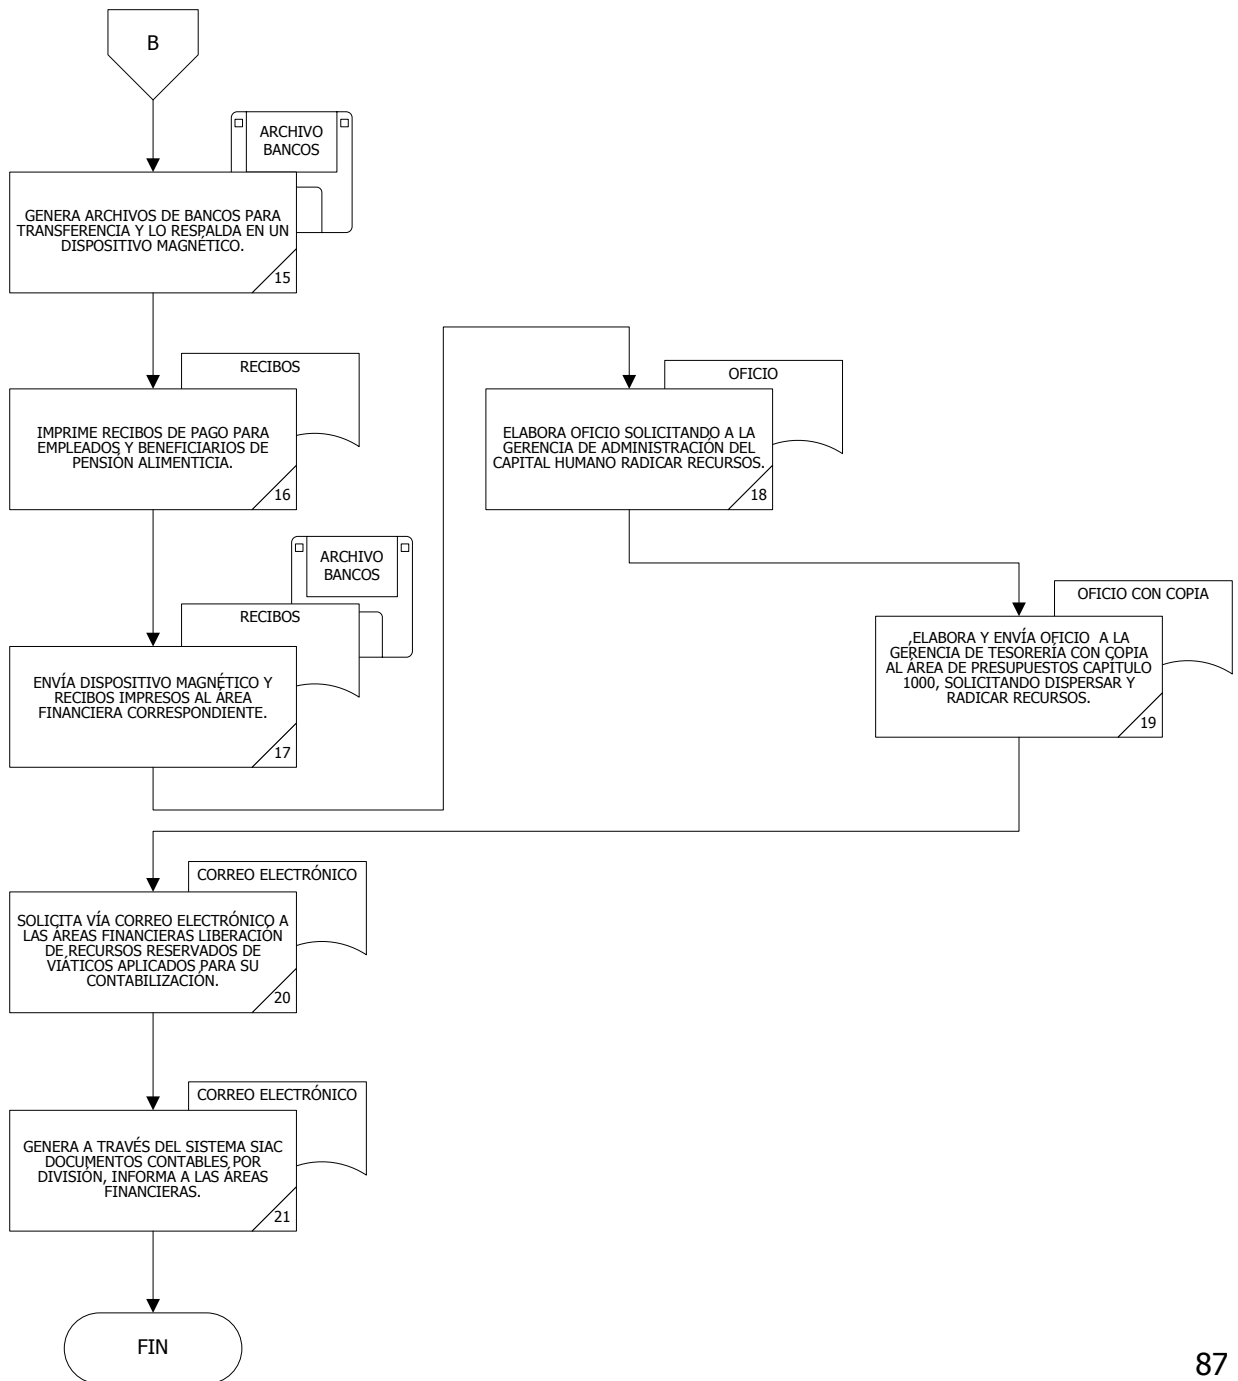 B
ARCHIVO
BANCOS
GENERA ARCHIVOS DE BANCOS PARA
TRANSFERENCIA Y LO RESPALDA EN UN
DISPOSITIVO MAGNÉTICO.
15
RECIBOS
IMPRIME RECIBOS DE PAGO PARA
EMPLEADOS Y BENEFICIARIOS DE
PENSIÓN ALIMENTICIA.
16
ARCHIVO
BANCOS
RECIBOS
ENVÍA DISPOSITIVO MAGNÉTICO Y
RECIBOS IMPRESOS AL ÁREA
FINANCIERA CORRESPONDIENTE.
17
OFICIO
ELABORA OFICIO SOLICITANDO A LA
GERENCIA DE ADMINISTRACIÓN DEL
CAPITAL HUMANO RADICAR RECURSOS.
18
OFICIO CON COPIA
,ELABORA Y ENVÍA OFICIO A LA
GERENCIA DE TESORERÍA CON COPIA
AL ÁREA DE PRESUPUESTOS CAPÍTULO
1000, SOLICITANDO DISPERSAR Y
RADICAR RECURSOS.
19
CORREO ELECTRÓNICO
SOLICITA VÍA CORREO ELECTRÓNICO A
LAS ÁREAS FINANCIERAS LIBERACIÓN
DE RECURSOS RESERVADOS DE
VIÁTICOS APLICADOS PARA SU
CONTABILIZACIÓN.
20
CORREO ELECTRÓNICO
GENERA A TRAVÉS DEL SISTEMA SIAC
DOCUMENTOS CONTABLES POR
DIVISIÓN, INFORMA A LAS ÁREAS
FINANCIERAS.
21
FIN
87